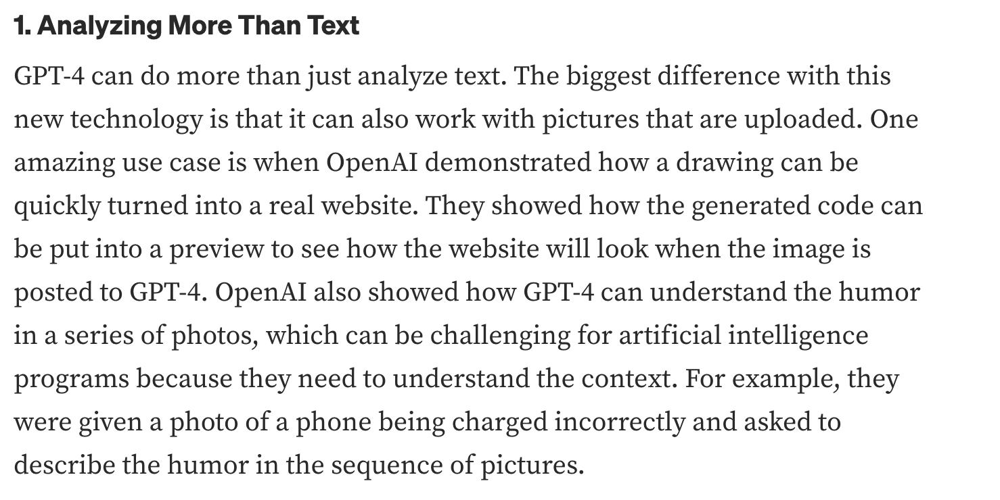 1. Analyzing More Than Text
GPT-4 can do more than just analyze text. The biggest difference with this
new technology is that it can also work with pictures that are uploaded. One
amazing use case is when OpenAI demonstrated how a drawing can be
quickly turned into a real website. They showed how the generated code can
be put into a preview to see how the website will look when the image is
posted to GPT-4. OpenAI also showed how GPT-4 can understand the humor
in a series of photos, which can be challenging for artificial intelligence
programs because they need to understand the context. For example, they
were given a photo of a phone being charged incorrectly and asked to
describe the humor in the sequence of pictures.